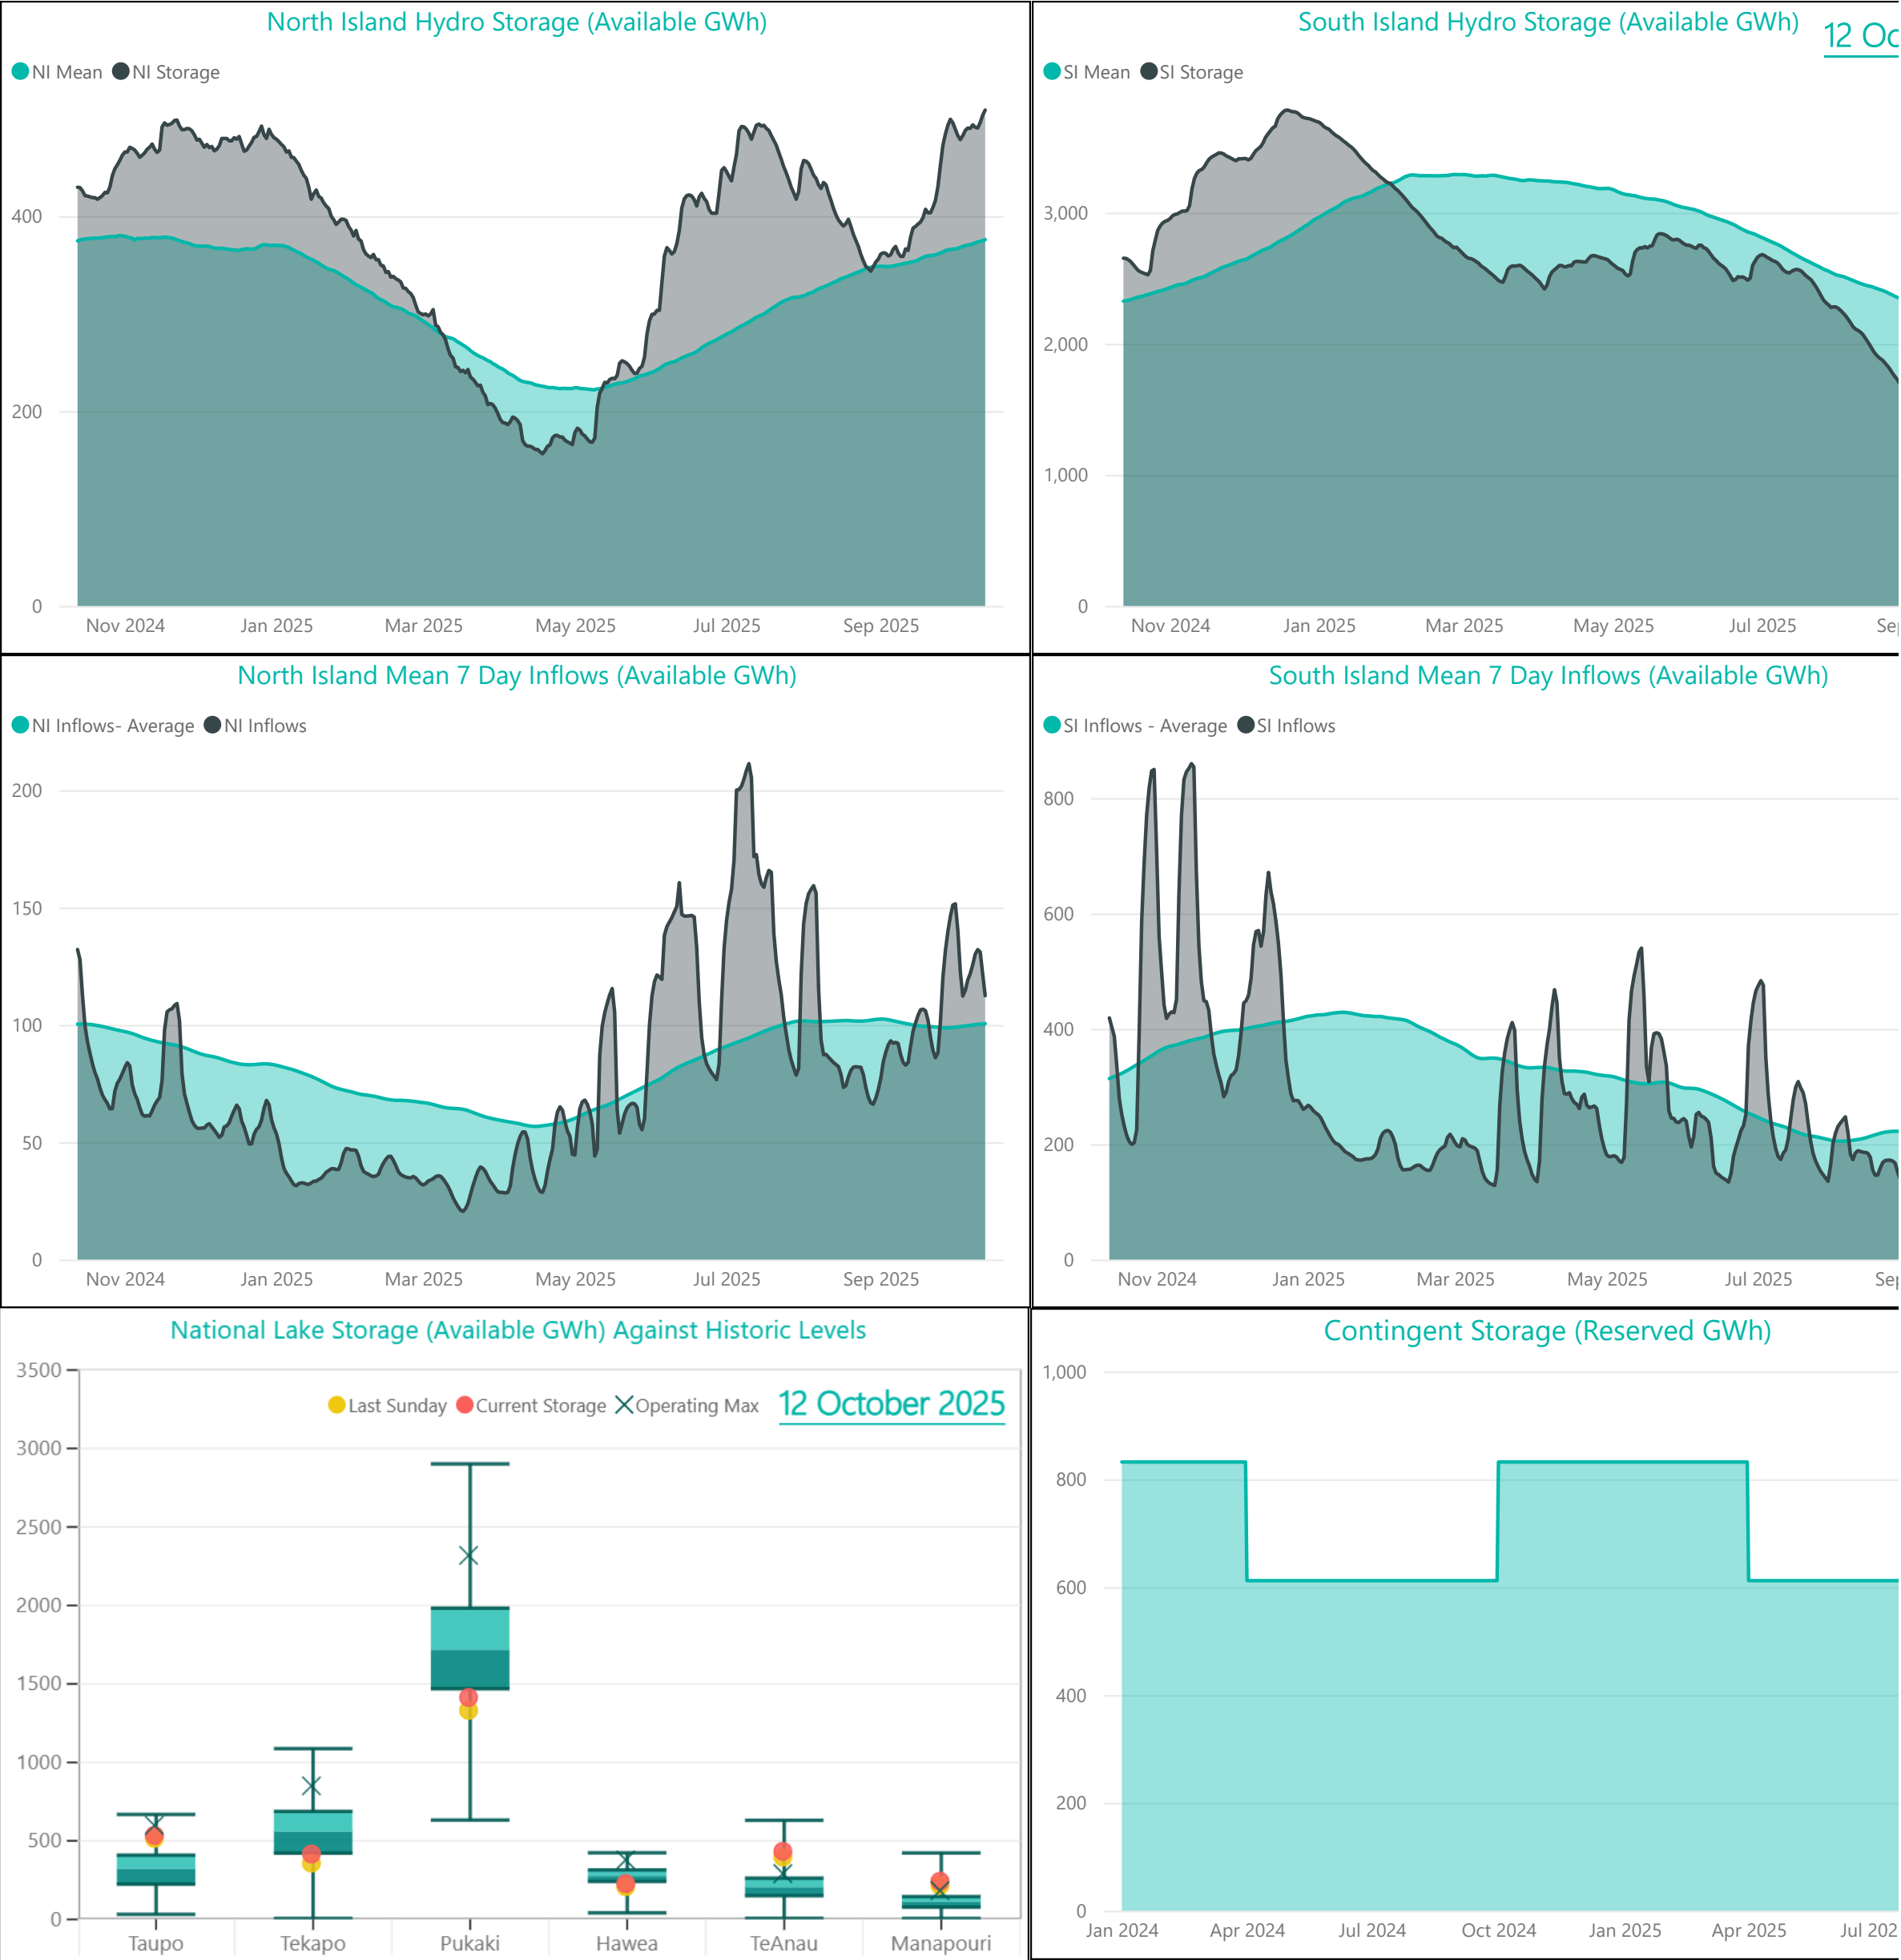 North Island Hydro Storage (Available GWh)
NI Mean NI Storage
400
200
0
Nov 2024 Jan 2025 Mar 2025 May 2025 Jul 2025 Sep 2025
South Island Hydro Storage (Available GWh)
12 Oc
SI Mean SI Storage
3,000
2,000
1,000
0
Nov 2024 Jan 2025 Mar 2025 May 2025 Jul 2025 Sep
North Island Mean 7 Day Inflows (Available GWh)
NI Inflows- Average NI Inflows
200
150
100
50
0
Nov 2024 Jan 2025 Mar 2025 May 2025 Jul 2025 Sep 2025
South Island Mean 7 Day Inflows (Available GWh)
SI Inflows - Average SI Inflows
800
600
400
200
0
Nov 2024 Jan 2025 Mar 2025 May 2025 Jul 2025 Sep
National Lake Storage (Available GWh) Against Historic Levels
Last Sunday Current Storage Operating Max 12 October 2025
3500
3000
2500
2000
1500
1000
500
0
Taupo Tekapo Pukaki Hawea TeAnau Manapouri
Contingent Storage (Reserved GWh)
1,000
800
600
400
200
0
Jan 2024 Apr 2024 Jul 2024 Oct 2024 Jan 2025 Apr 2025 Jul 202